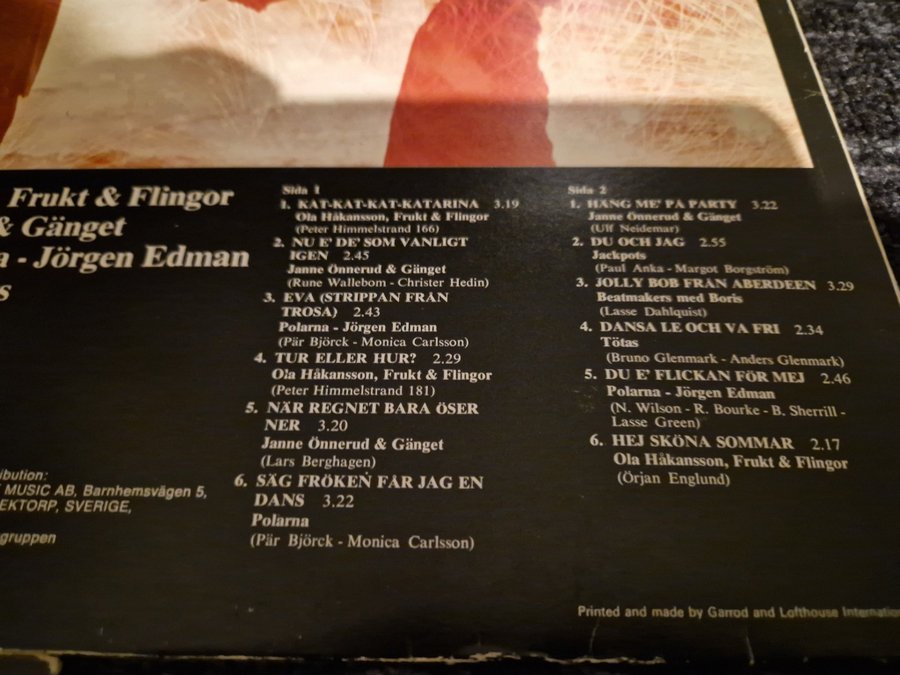 Frukt & Flingor
& Gänget
- Jörgen Edman
Sida 1
1. KAT-KAT-KAT-KATARINA 3.19
Ola Håkansson, Frukt & Flingor
(Peter Himmelstrand 166)
2. NU E' DE' SOM VANLIGT
IGEN 2.45
Janne Önnerud & Gänget
(Rune Wallebom - Christer Hedin)
3. EVA (STRIPPAN FRÅN
TROSA) 2.43
Polarna - Jörgen Edman
(Pär Björck - Monica Carlsson)
4. TUR ELLER HUR? 2.29
Ola Håkansson, Frukt & Flingor
(Peter Himmelstrand 181)
5. NÄR REGNET BARA ÖSER
NER 3.20
Janne Önnerud & Gänget
(Lars Berghagen)
6. SÄG FRÖKEN FÅR JAG EN
DANS 3.22
Polarna
(Pär Björck - Monica Carlsson)
Sida 2
1. HÄNG ME' PÅ PARTY 3.22
Janne Önnerud & Gänget
(Ulf Neidemar)
2. DU OCH JAG 2.55
Jackpots
(Paul Anka - Margot Borgström)
3. JOLLY BOB FRÅN ABERDEEN 3.29
Beatmakers med Boris
(Lasse Dahlquist)
4. DANSA LE OCH VA FRI 2.34
Tötas
(Bruno Glenmark - Anders Glenmark)
5. DU E' FLICKAN FÖR MEJ 2.46
Polarna - Jörgen Edman
(N. Wilson - R. Bourke - B. Sherrill -
Lasse Green)
6. HEJ SKÖNA SOMMAR 2.17
Ola Håkansson, Frukt & Flingor
(Örjan Englund)
ibution:
MUSIC AB, Barnhemsvägen 5,
EKTORP, SVERIGE,
gruppen
Printed and made by Garrod and Lofthouse Internatio